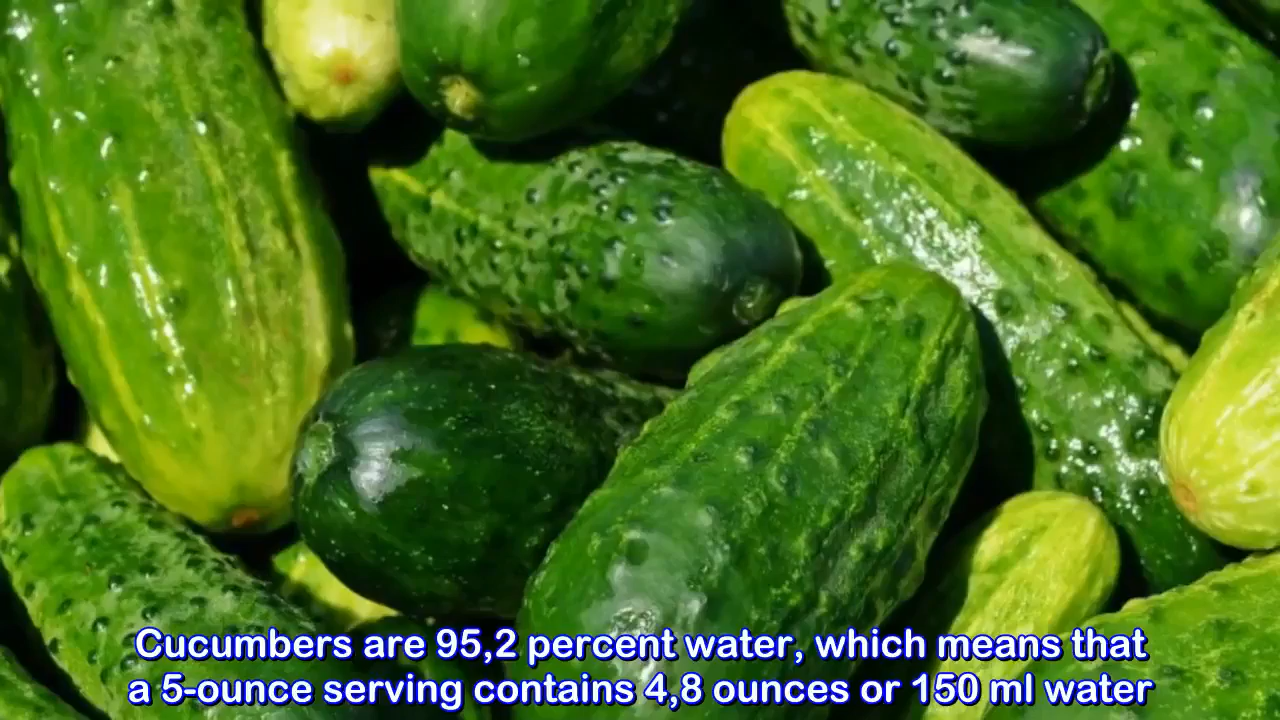 Cucumbers are 95,2 percent water, which means that
a 5-ounce serving contains 4,8 ounces or 150 ml water